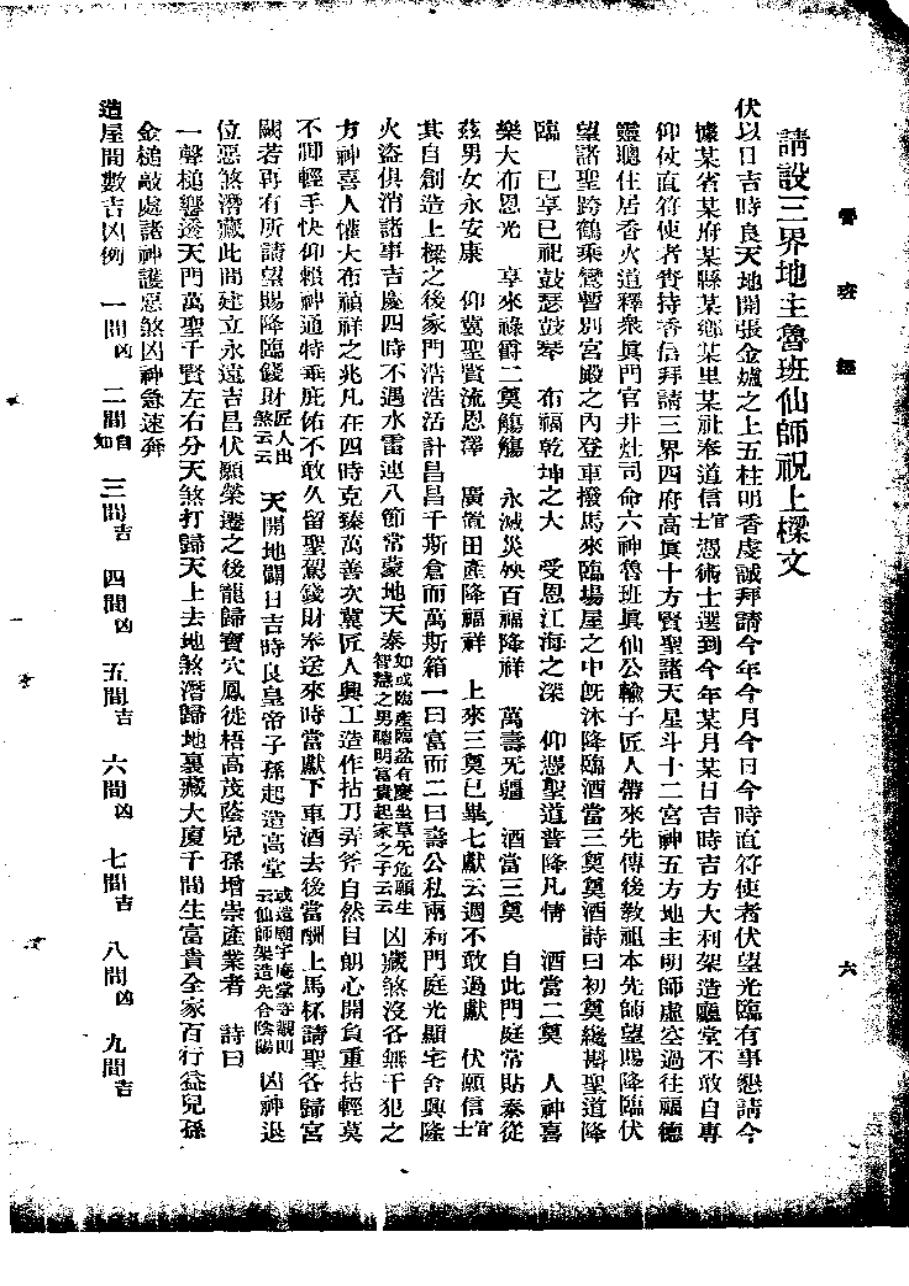 魯班經
六
請設三界地主魯班仙師祝上樑文
伏以日吉時良天地開張金爐之上五柱明香虔誠拜請今年今月今日今時直符使者伏望光臨有事懇請今
據某省某府某縣某鄉某里某社奉道信官士憑術士選到今年某月某日吉時吉方大利架造廳堂不敢自專
仰仗直符使者賫持香信拜請三界四府高眞十方賢聖諸天星斗十二宮神五方地主明師虛空過往福德
靈聰住居香火道釋衆眞門官井灶司命六神魯班眞仙公輸子匠人帶來先傳後敎祖本先師望賜降臨伏
望諸聖跨鶴乘鸞暫別宮殿之內登車撥馬來臨場屋之中旣沐降臨酒當三奠奠酒詩曰初奠纔斟聖道降
臨　已享已祀鼓瑟鼓琴　布福乾坤之大　受恩江海之深　仰憑聖道普降凡情　酒當二奠　人神喜
樂大布恩光　享來祿爵二奠觴觴　永滅災殃百福降祥　萬壽旡疆　酒當三奠　自此門庭常貼泰從
茲男女永安康　仰冀聖賢流恩澤　廣置田產降福祥　上來三奠已畢七獻云週不敢過獻　伏願信官士
其自創造上樑之後家門浩浩活計昌昌千斯倉而萬斯箱一曰富而二曰壽公私兩利門庭光顯宅舍興隆
火盜俱消諸事吉慶四時不遇水雷連八節常蒙地天泰如或臨產臨盆有慶坐草旡危願生智慧之男聰明富貴起家之子云云　凶藏煞沒各無干犯之
方神喜人懽大布禎祥之兆凡在四時克臻萬善次冀匠人興工造作拈刀弄斧自然目朗心開負重拈輕莫
不脚輕手快仰賴神通特垂庇佑不敢久留聖駕錢財奉送來時當獻下車酒去後當酬上馬杯請聖各歸宮
闕若再有所請望賜降臨錢財匠人出煞云云　天開地闢日吉時良皇帝子孫起造高堂或造廟宇庵堂寺觀則云仙師架造先合陰陽　凶神退
位惡煞潛藏此間建立永遠吉昌伏願榮遷之後龍歸寶穴鳳徙梧高茂蔭兒孫增崇產業者　詩曰
一聲槌響透天門萬聖千賢左右分天煞打歸天上去地煞潛歸地裏藏大廈千間生富貴全家百行益兒孫
金槌敲處諸神護惡煞凶神急速奔
造屋間數吉凶例　一間凶　二間自如　三間吉　四間凶　五間吉　六間凶　七間吉　八間凶　九間吉